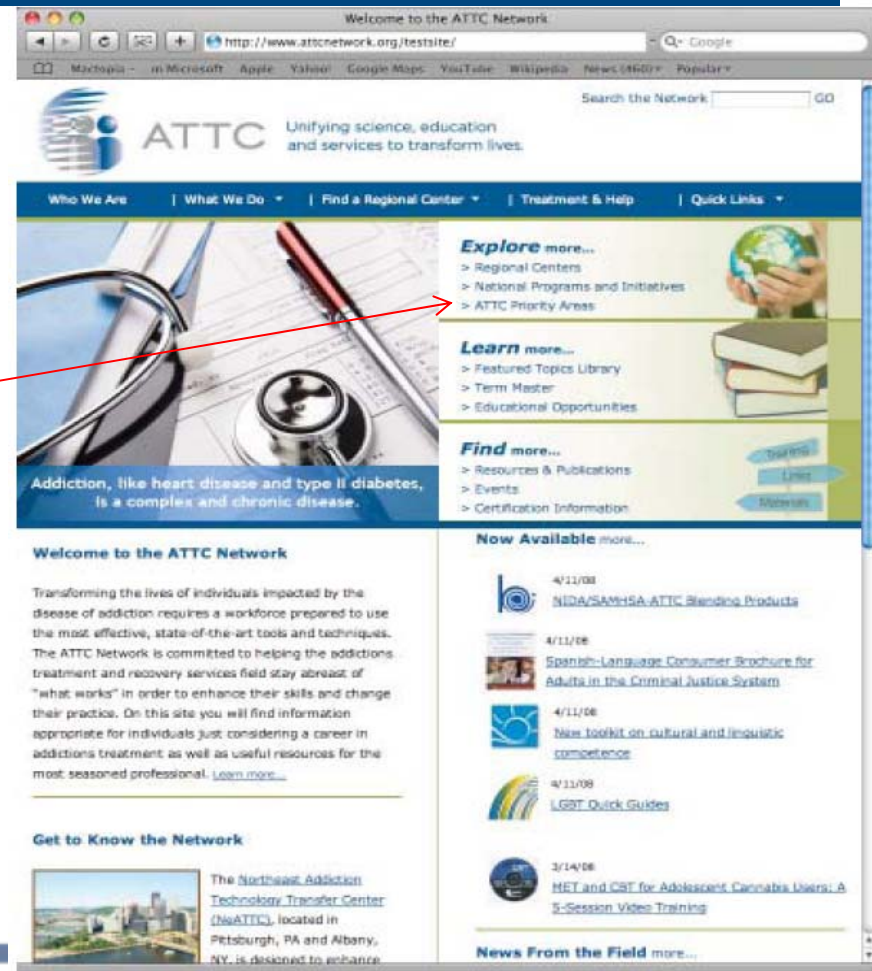 Welcome to the ATTC Network
http://www.attcnetwork.org/testsite/
Google
Mactopia
Microsoft Apple Yahoo! Google Maps YouTube Wikipedia News (460) Popular
Search the Network GO
ATTC
Unifying science, education
and services to transform lives.
Who We Are | What We Do | Find a Regional Center | Treatment & Help | Quick Links
Explore more...
> Regional Centers
> National Programs and Initiatives
> ATTC Priority Areas
Learn more...
> Featured Topics Library
> Term Master
> Educational Opportunities
Find more...
> Resources & Publications
> Events
> Certification Information
Training
Links
Materials
Addiction, like heart disease and type II diabetes,
is a complex and chronic disease.
Welcome to the ATTC Network
Transforming the lives of individuals impacted by the
disease of addiction requires a workforce prepared to use
the most effective, state-of-the-art tools and techniques.
The ATTC Network is committed to helping the addictions
treatment and recovery services field stay abreast of
"what works" in order to enhance their skills and change
their practice. On this site you will find information
appropriate for individuals just considering a career in
addictions treatment as well as useful resources for the
most seasoned professional. Learn more...
Get to Know the Network
The Northeast Addiction
Technology Transfer Center
(NeATTC), located in
Pittsburgh, PA and Albany,
NY, is designed to enhance
Now Available more...
4/11/08
NIDA/SAMHSA-ATTC Blending Products
4/11/08
Spanish-Language Consumer Brochure for
Adults in the Criminal Justice System
4/11/08
New toolkit on cultural and linguistic
competence
4/11/08
LGBT Quick Guides
3/14/08
MET and CBT for Adolescent Cannabis Users: A
5-Session Video Training
News From the Field more...